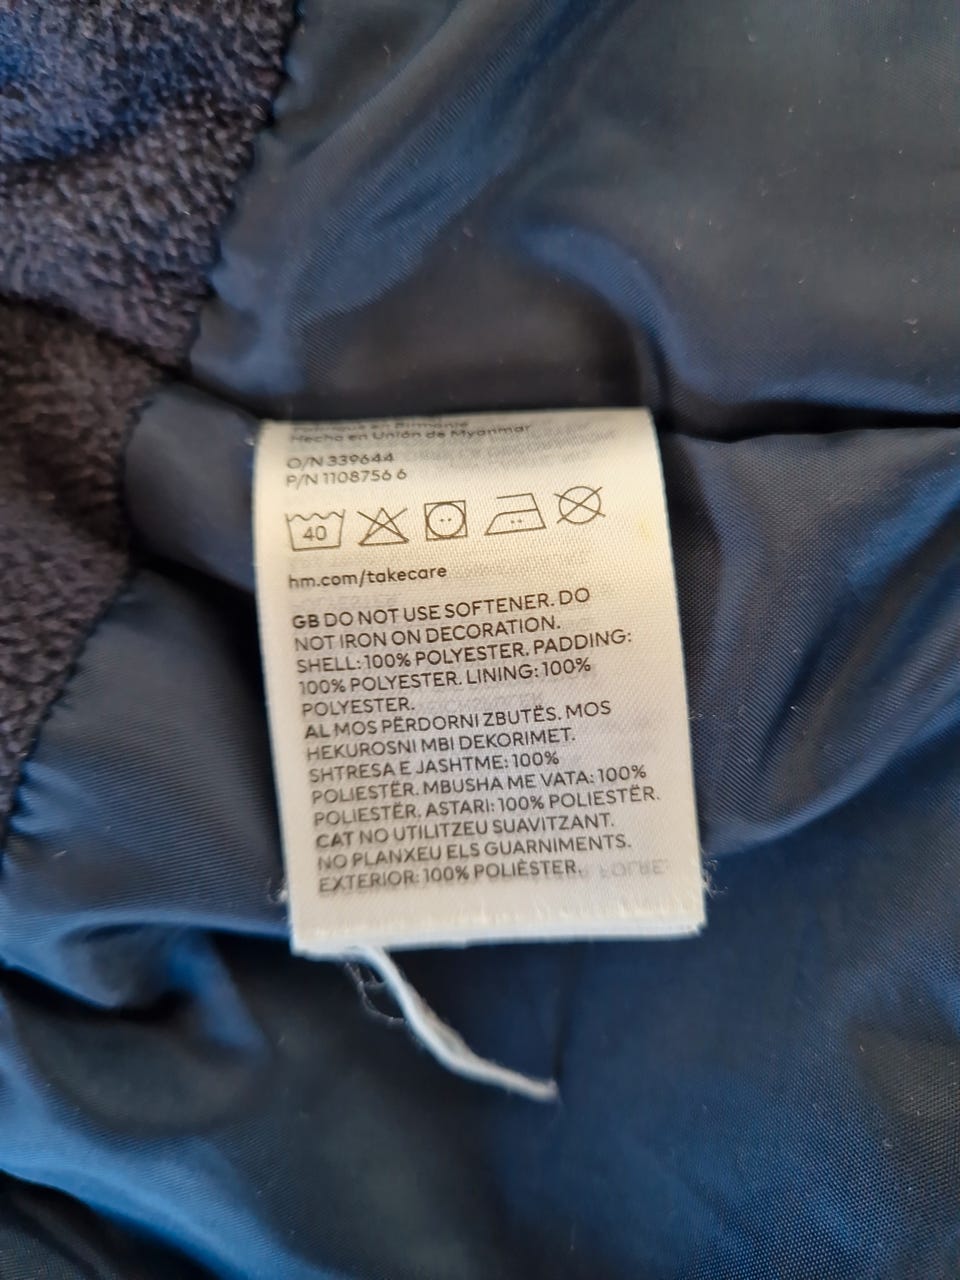 Hecha en Unión de Myanmar
O/N 339644
P/N 1108756 6
40
hm.com/takecare
GB DO NOT USE SOFTENER. DO
NOT IRON ON DECORATION.
SHELL: 100% POLYESTER. PADDING:
100% POLYESTER. LINING: 100%
POLYESTER.
AL MOS PËRDORNI ZBUTËS. MOS
HEKUROSNI MBI DEKORIMET.
SHTRESA E JASHTME: 100%
POLIESTËR. MBUSHA ME VATA: 100%
POLIESTËR. ASTARI: 100% POLIESTËR.
CAT NO UTILITZEU SUAVITZANT.
NO PLANXEU ELS GUARNIMENTS.
EXTERIOR: 100% POLIÈSTER.